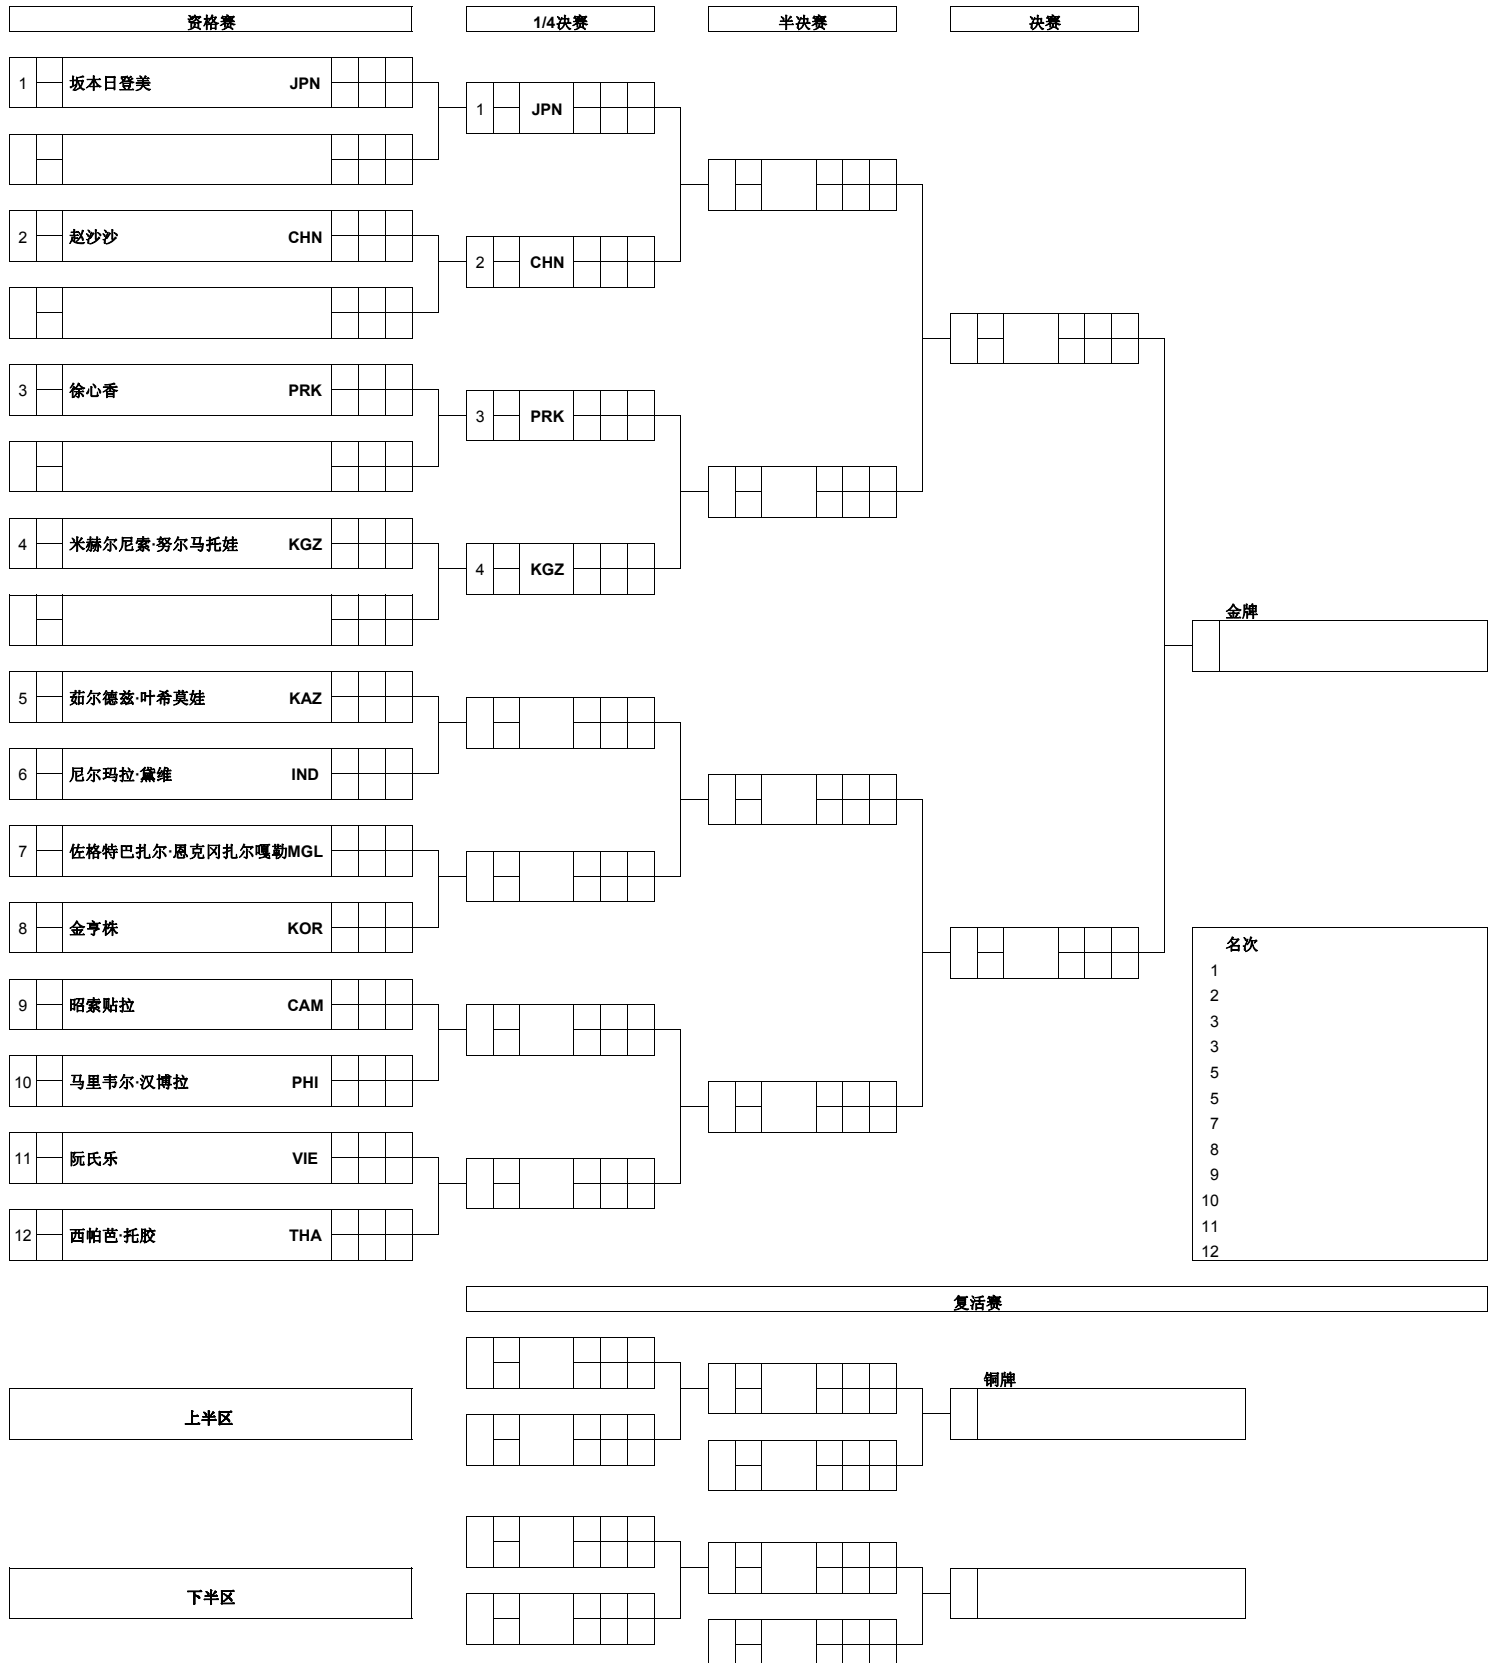 资格赛 1/4决赛 半决赛 决赛
1 坂本日登美 JPN
1 JPN
2 赵沙沙 CHN
2 CHN
3 徐心香 PRK
3 PRK
4 米赫尔尼索·努尔马托娃 KGZ
4 KGZ
金牌
5 茹尔德兹·叶希莫娃 KAZ
6 尼尔玛拉·黛维 IND
7 佐格特巴扎尔·恩克冈扎尔嘎勒MGL
8 金亨株 KOR
9 昭索贴拉 CAM
10 马里韦尔·汉博拉 PHI
11 阮氏乐 VIE
12 西帕芭·托胶 THA
名次
1
2
3
3
5
5
7
8
9
10
11
12
复活赛
铜牌
上半区
下半区